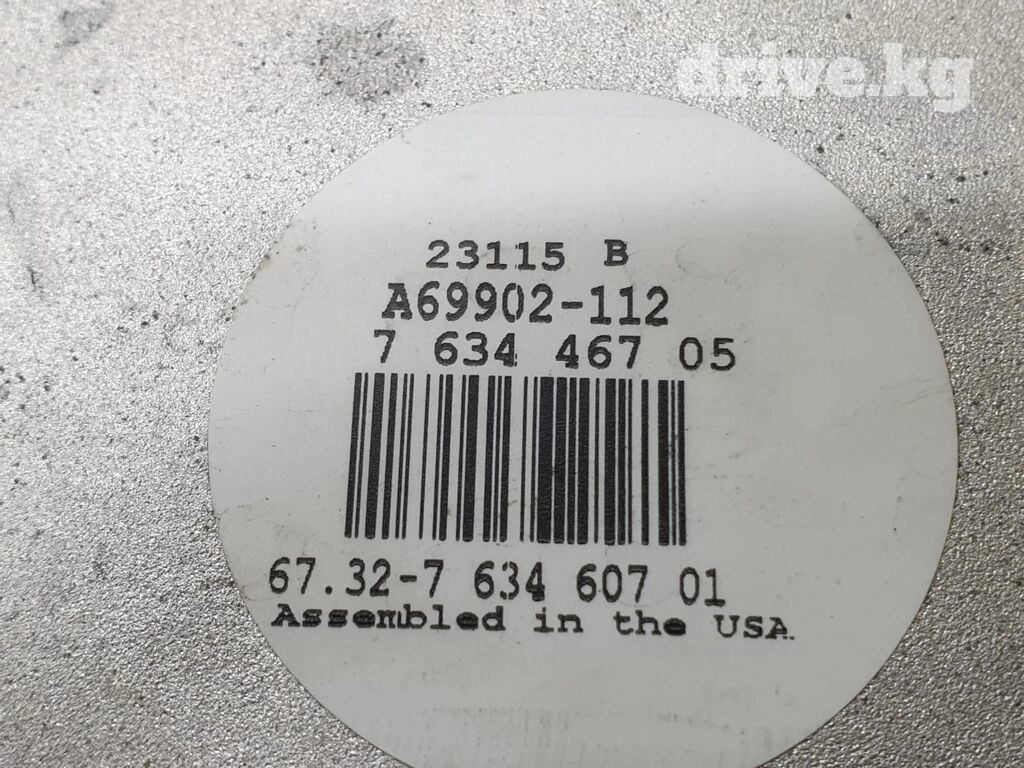 drive.kg
23115 B
A69902-112
7 634 467 05
67.32-7 634 607 01
Assembled in the USA.